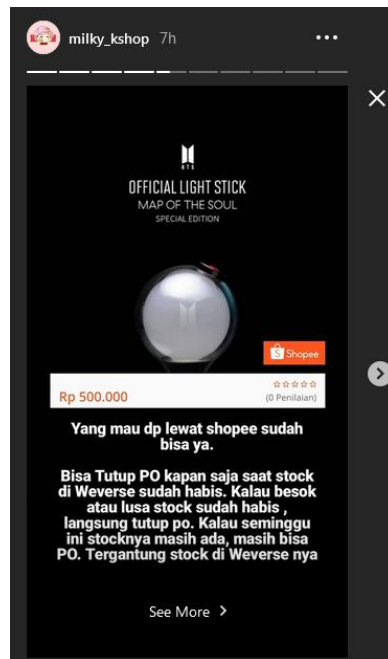 milky_kshop 7h
BTS
OFFICIAL LIGHT STICK
MAP OF THE SOUL
SPECIAL EDITION
Shopee
Rp 500.000
(0 Penilaian)
Yang mau dp lewat shopee sudah
bisa ya.
Bisa Tutup PO kapan saja saat stock
di Weverse sudah habis. Kalau besok
atau lusa stock sudah habis ,
langsung tutup po. Kalau seminggu
ini stocknya masih ada, masih bisa
PO. Tergantung stock di Weverse nya
See More